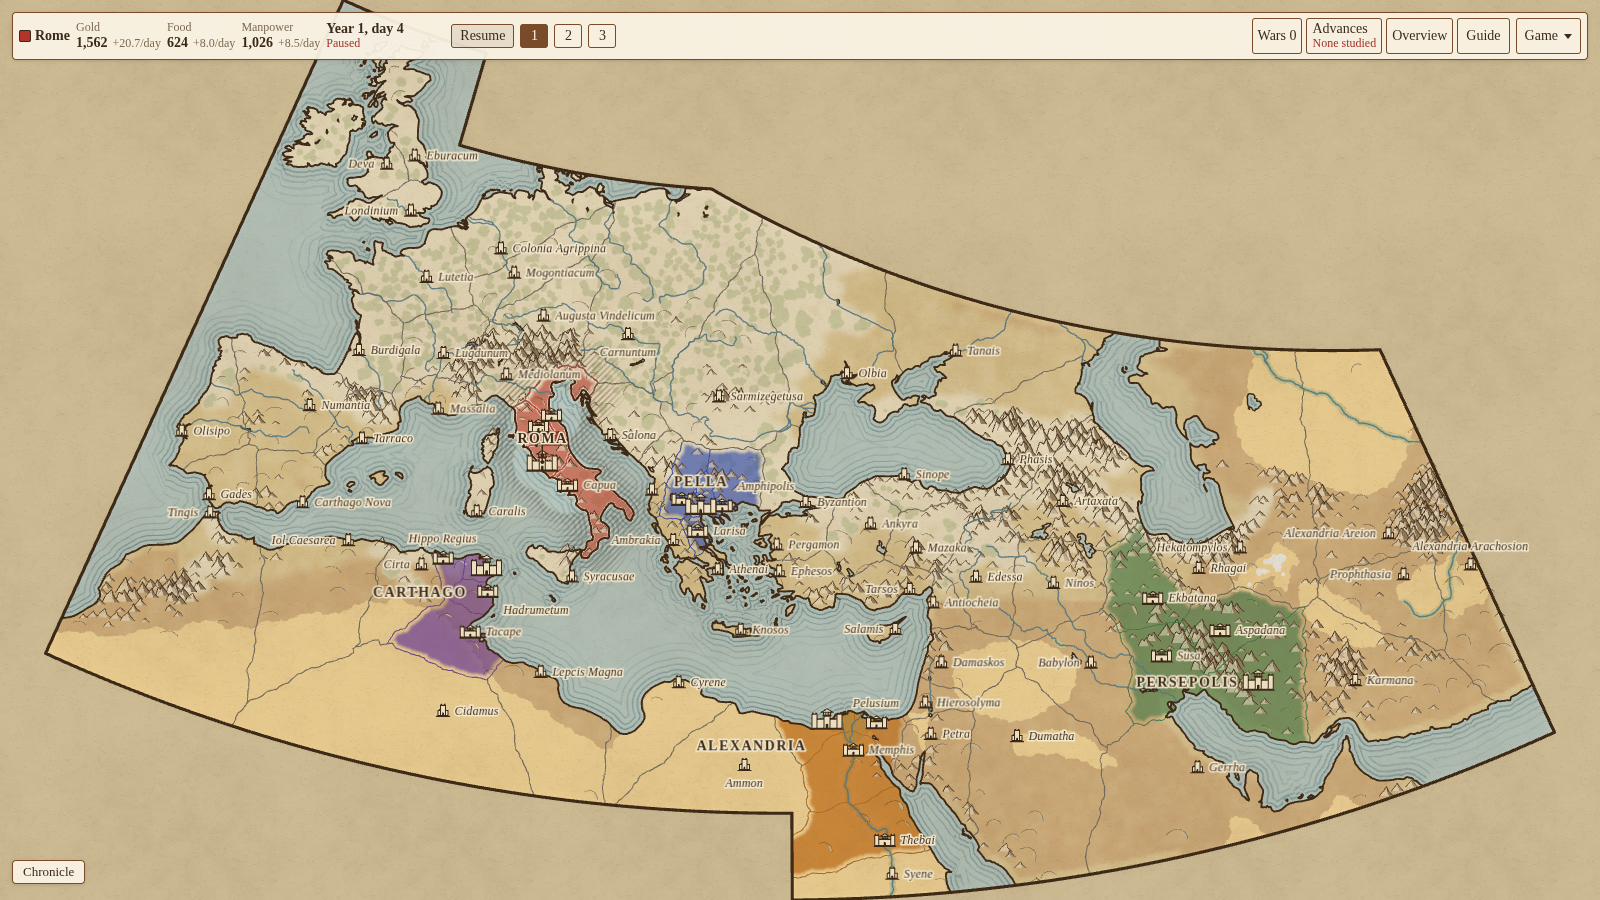 Rome
Gold
1,562 +20.7/day
Food
624 +8.0/day
Manpower
1,026 +8.5/day
Year 1, day 4
Paused
Resume
1
2
3
Wars 0
Advances
None studied
Overview
Guide
Game
Eburacum
Deva
Londinium
Colonia Agrippina
Mogontiacum
Lutetia
Augusta Vindelicum
Carnuntum
Burdigala
Lugdunum
Mediolanum
Tanais
Olbia
Sarmizegetusa
Numantia
Massalia
Olisipo
Tarraco
ROMA
Salona
Phasis
Sinope
PELLA
Capua
Amphipolis
Gades
Carthago Nova
Byzantion
Artaxata
Tingis
Caralis
Ankyra
Larisa
Alexandria Areion
Iol Caesarea
Hippo Regius
Ambrakia
Pergamon
Mazaka
Hekatompylos
Alexandria Arachosion
Cirta
Syracusae
Athenai
Ephesos
Edessa
Ninos
Rhagai
Prophthasia
CARTHAGO
Tarsos
Antiocheia
Ekbatana
Hadrumetum
Tacape
Knosos
Salamis
Aspadana
Susa
Lepcis Magna
Damaskos
Babylon
Cyrene
PERSEPOLIS
Karmana
Cidamus
Pelusium
Hierosolyma
Petra
Dumatha
ALEXANDRIA
Memphis
Gerrha
Ammon
Thebai
Syene
Chronicle